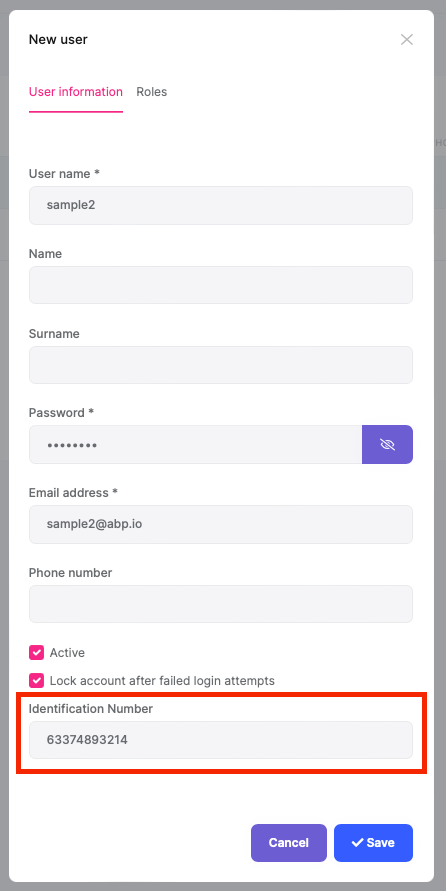 New user
User information Roles
User name *
sample2
Name
Surname
Password *
••••••••
Email address *
sample2@abp.io
Phone number
Active
Lock account after failed login attempts
Identification Number
63374893214
Cancel Save